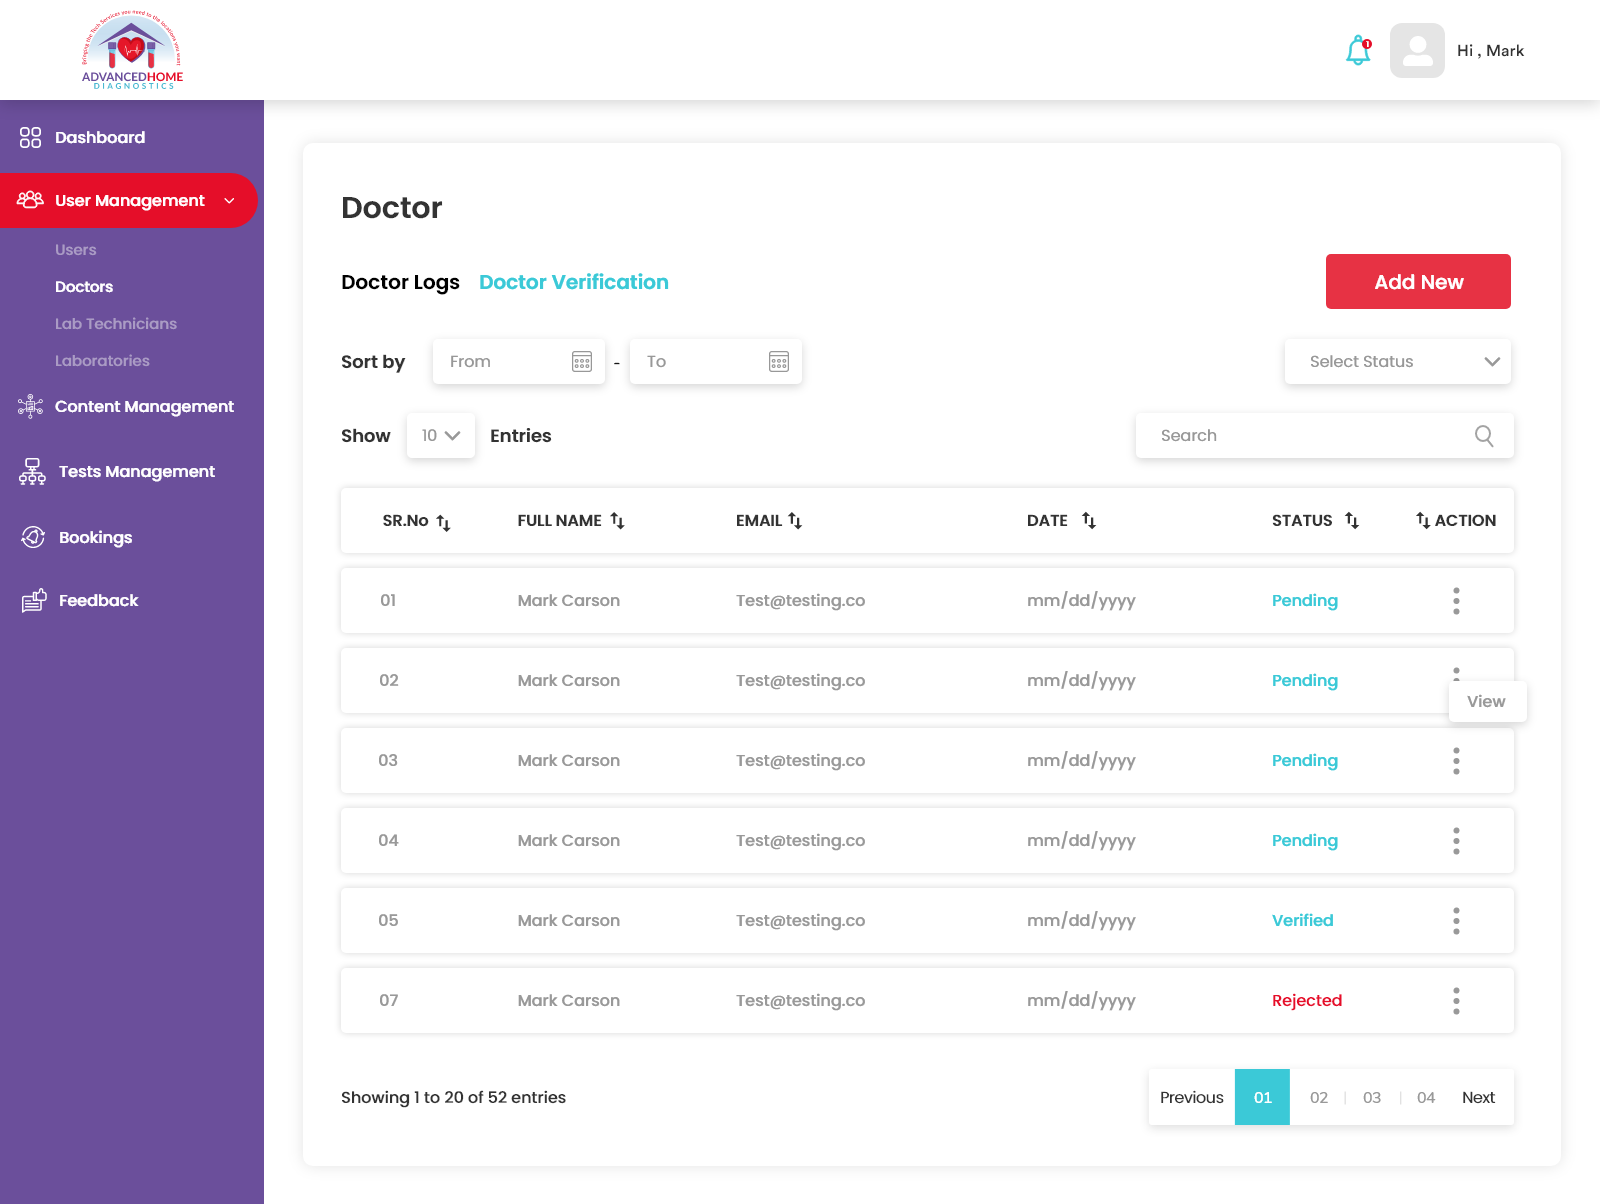 Bringing the Tech Services you need to the locations you want
ADVANCEDHOME
DIAGNOSTICS
1
Hi , Mark
Dashboard
User Management
Users
Doctors
Lab Technicians
Laboratories
Content Management
Tests Management
Bookings
Feedback
Doctor
Doctor Logs Doctor Verification
Add New
Sort by From - To Select Status
Show 10 Entries Search
SR.No FULL NAME EMAIL DATE STATUS ACTION
01 Mark Carson Test@testing.co mm/dd/yyyy Pending
02 Mark Carson Test@testing.co mm/dd/yyyy Pending
View
03 Mark Carson Test@testing.co mm/dd/yyyy Pending
04 Mark Carson Test@testing.co mm/dd/yyyy Pending
05 Mark Carson Test@testing.co mm/dd/yyyy Verified
07 Mark Carson Test@testing.co mm/dd/yyyy Rejected
Showing 1 to 20 of 52 entries
Previous 01 02 | 03 | 04 Next